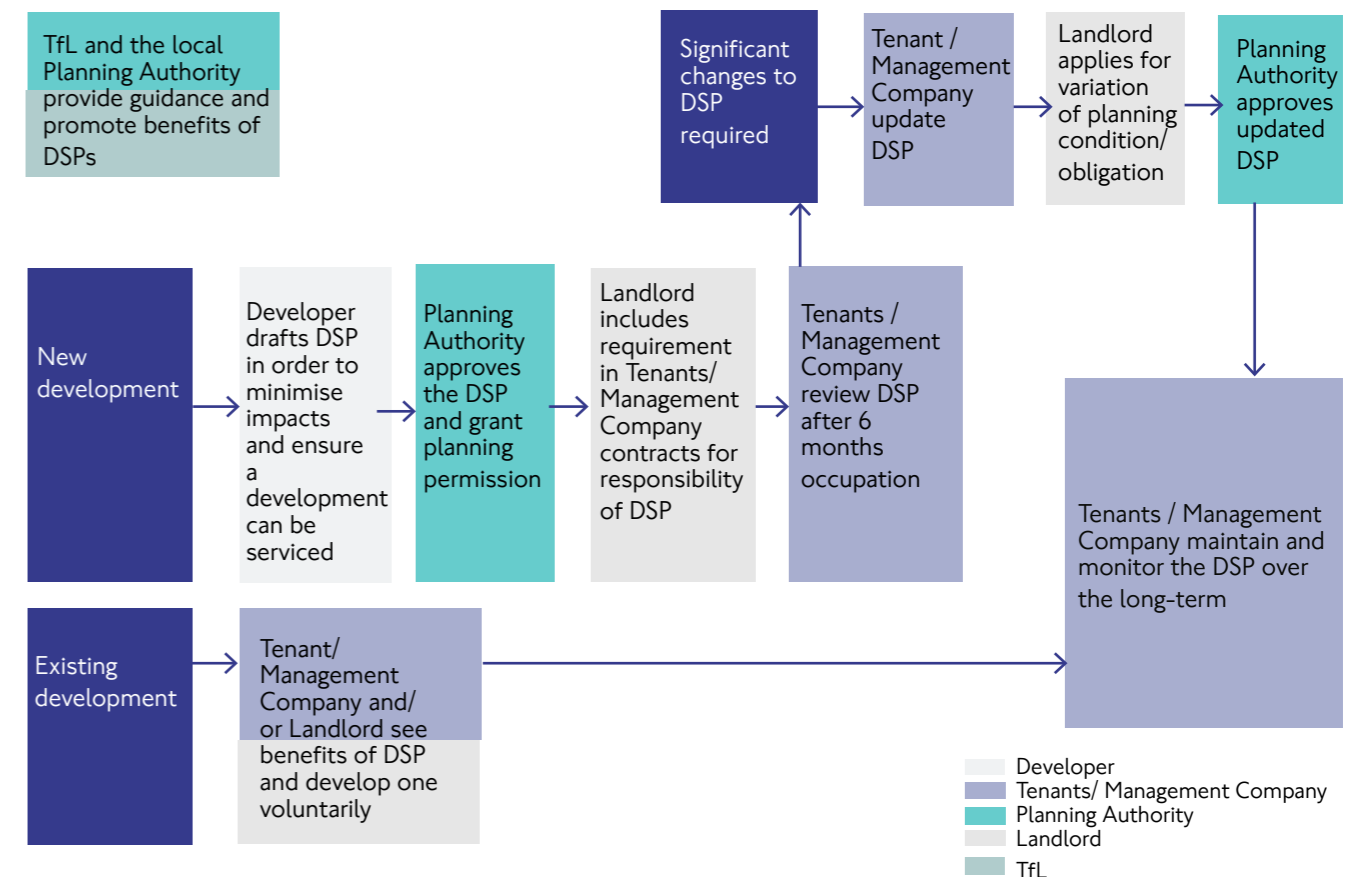 TfL and the local
Planning Authority
provide guidance and
promote benefits of
DSPs
Significant
changes to
DSP
required
Tenant /
Management
Company
update
DSP
Landlord
applies for
variation
of planning
condition/
obligation
Planning
Authority
approves
updated
DSP
New
development
Developer
drafts DSP
in order to
minimise
impacts
and ensure
a
development
can be
serviced
Planning
Authority
approves
the DSP
and grant
planning
permission
Landlord
includes
requirement
in Tenants/
Management
Company
contracts for
responsibility
of DSP
Tenants /
Management
Company
review DSP
after 6
months
occupation
Tenants / Management
Company maintain and
monitor the DSP over
the long-term
Existing
development
Tenant/
Management
Company and/
or Landlord see
benefits of DSP
and develop one
voluntarily
Developer
Tenants/ Management Company
Planning Authority
Landlord
TfL